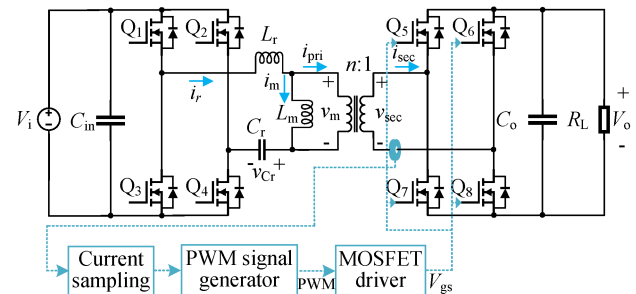 Q1
Q2
Q5
Q6
Lr
ipri
n:1
isec
ir
im
Vi
Cin
Lm
vm
vsec
Co
RL
Vo
Cr
vCr
Q3
Q4
Q7
Q8
Current
sampling
PWM signal
generator
PWM
MOSFET
driver
Vgs